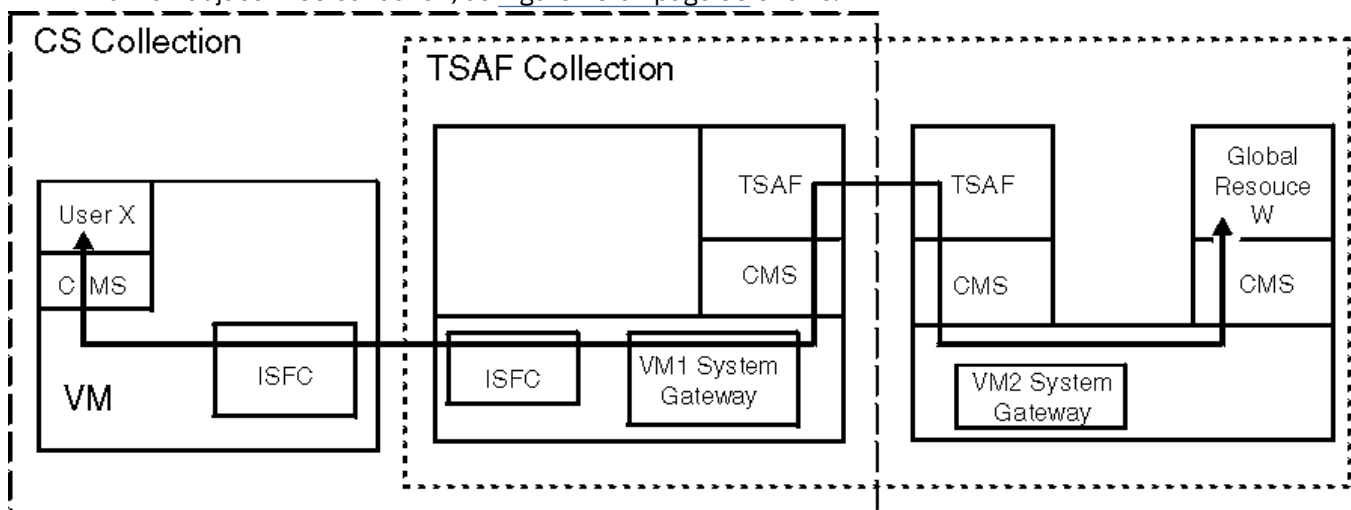 CS Collection
TSAF Collection
User X
CMS
VM
ISFC
TSAF
CMS
ISFC
VM1 System
Gateway
TSAF
CMS
VM2 System
Gateway
Global
Resouce
W
CMS